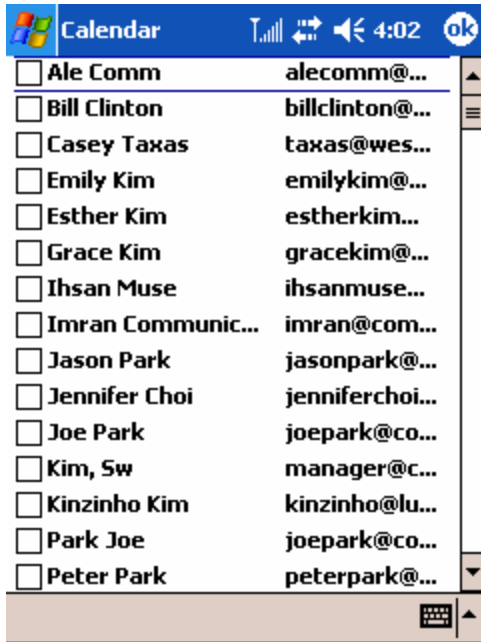 Calendar 4:02 ok
Ale Comm alecomm@...
Bill Clinton billclinton@...
Casey Taxas taxas@wes...
Emily Kim emilykim@...
Esther Kim estherkim...
Grace Kim gracekim@...
Ihsan Muse ihsanmuse...
Imran Communic... imran@com...
Jason Park jasonpark@...
Jennifer Choi jenniferchoi...
Joe Park joepark@co...
Kim, Sw manager@c...
Kinzinho Kim kinzinho@lu...
Park Joe joepark@co...
Peter Park peterpark@...